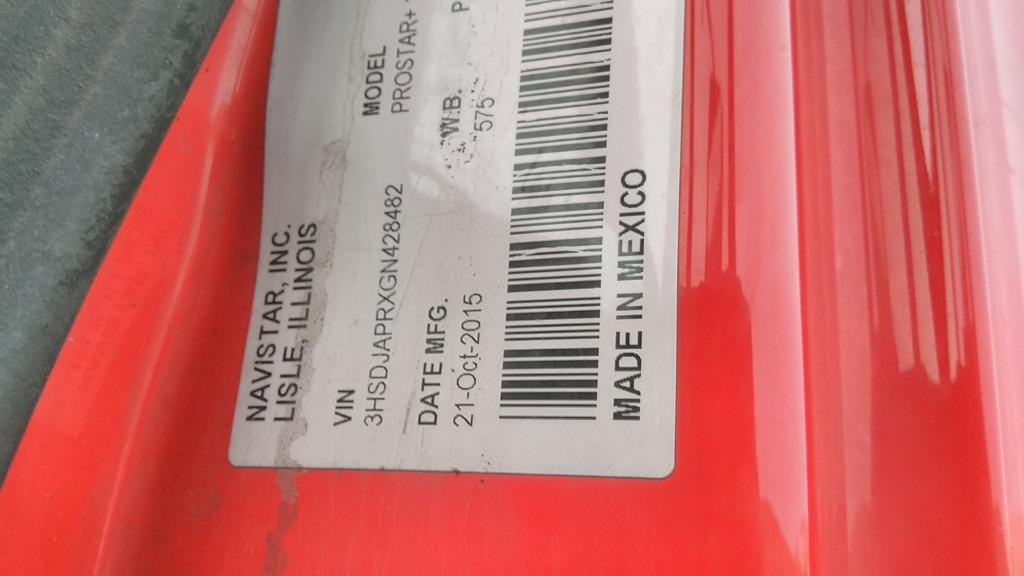 NAVISTAR, INC.
LISLE, ILLINOIS
VIN
3HSDJAPRXGN428482
MODEL
PROSTAR+
DATE MFG.
21-Oct-2015
W.B.
575
MADE IN MEXICO